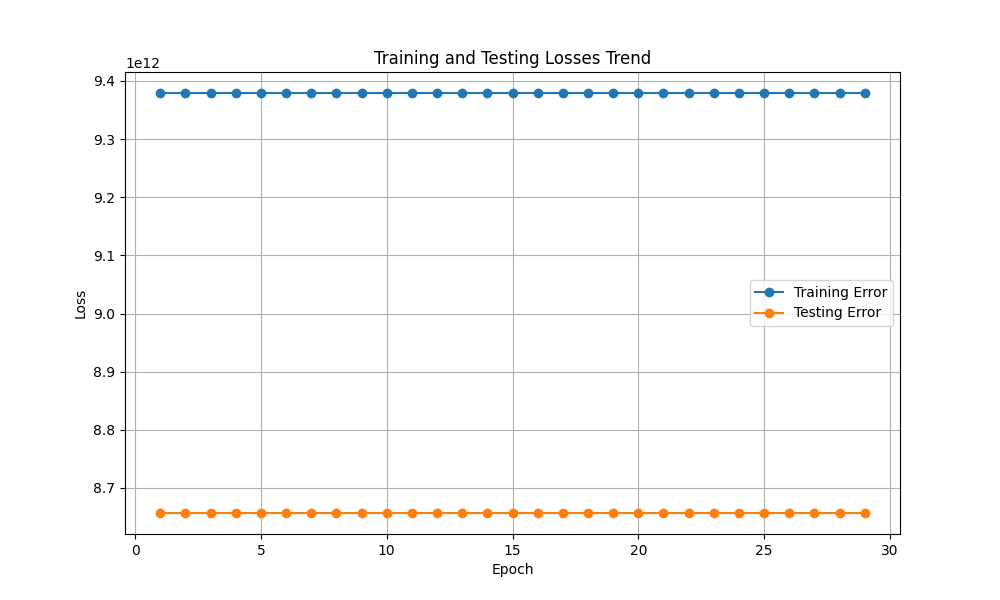 Training and Testing Losses Trend
1e12
9.4
9.3
9.2
9.1
9.0
8.9
8.8
8.7
Loss
Training Error
Testing Error
0 5 10 15 20 25 30
Epoch